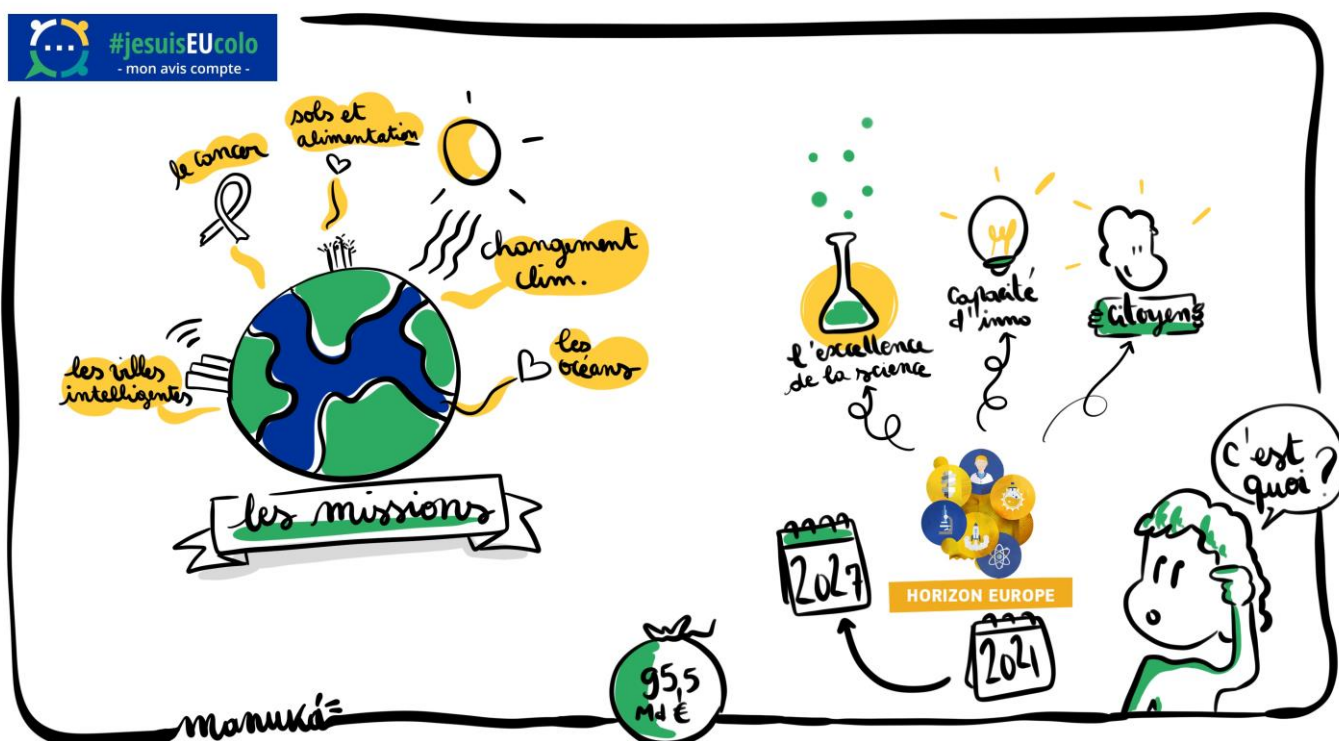 #jesuisEUcolo
- mon avis compte -
le cancer
sols et
alimentation
changement
clim.
les villes
intelligentes
les
océans
les missions
l'excellence
de la science
capacité
d'inno
citoyens
c'est
quoi ?
HORIZON EUROPE
2027
2021
95,5
Md €
manuká